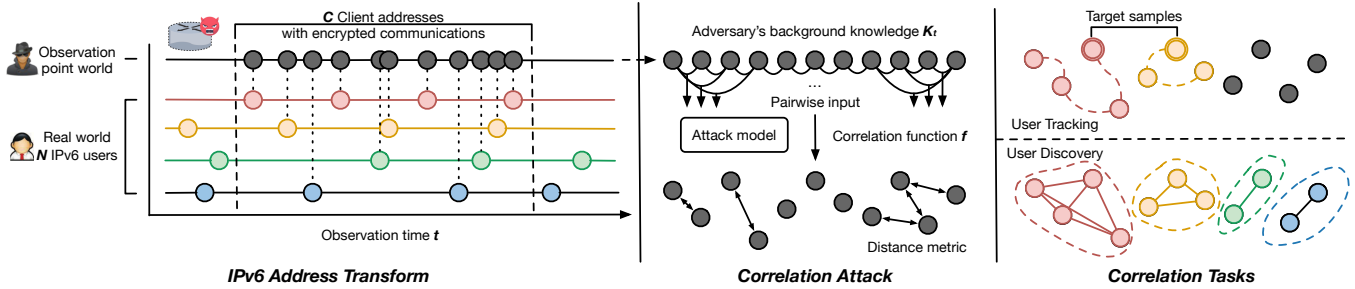 Observation
point world
Real world
N IPv6 users
C Client addresses
with encrypted communications
Observation time t
IPv6 Address Transform
Adversary's background knowledge Kt
...
Pairwise input
Attack model
Correlation function f
Distance metric
Correlation Attack
Target samples
User Tracking
User Discovery
Correlation Tasks